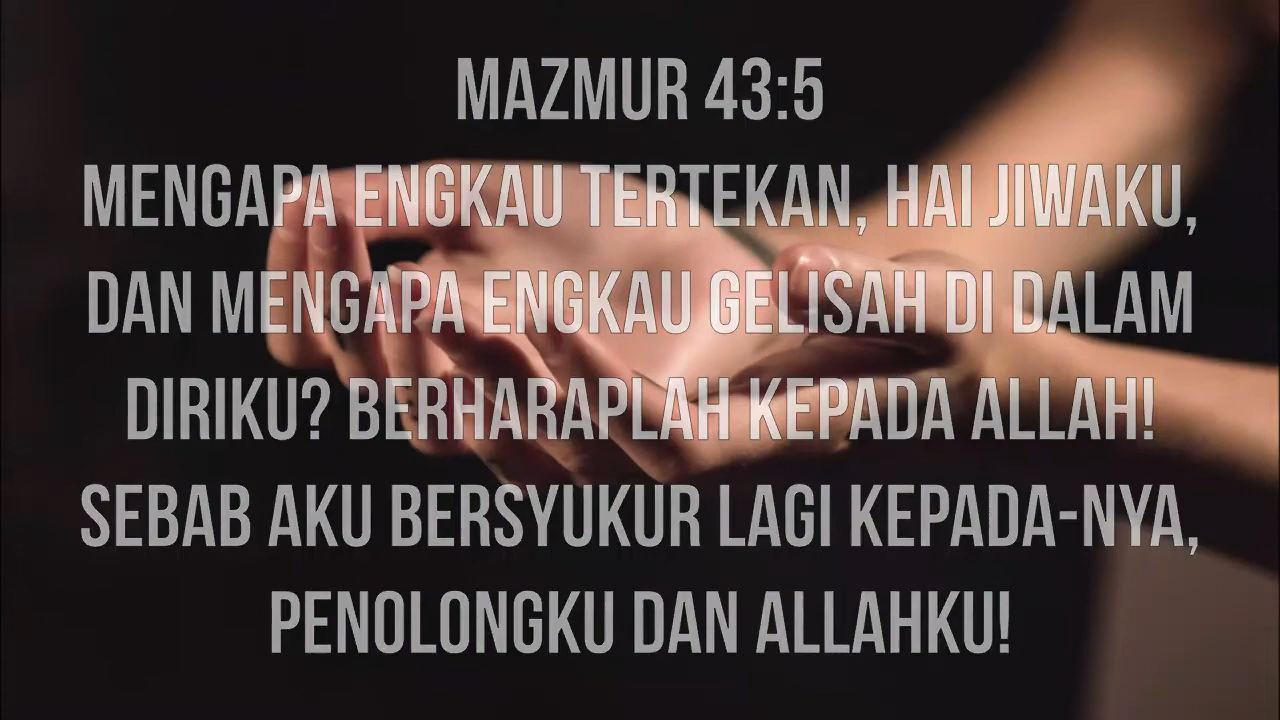 MAZMUR 43:5
MENGAPA ENGKAU TERTEKAN, HAI JIWAKU,
DAN MENGAPA ENGKAU GELISAH DI DALAM
DIRIKU? BERHARAPLAH KEPADA ALLAH!
SEBAB AKU BERSYUKUR LAGI KEPADA-NYA,
PENOLONGKU DAN ALLAHKU!